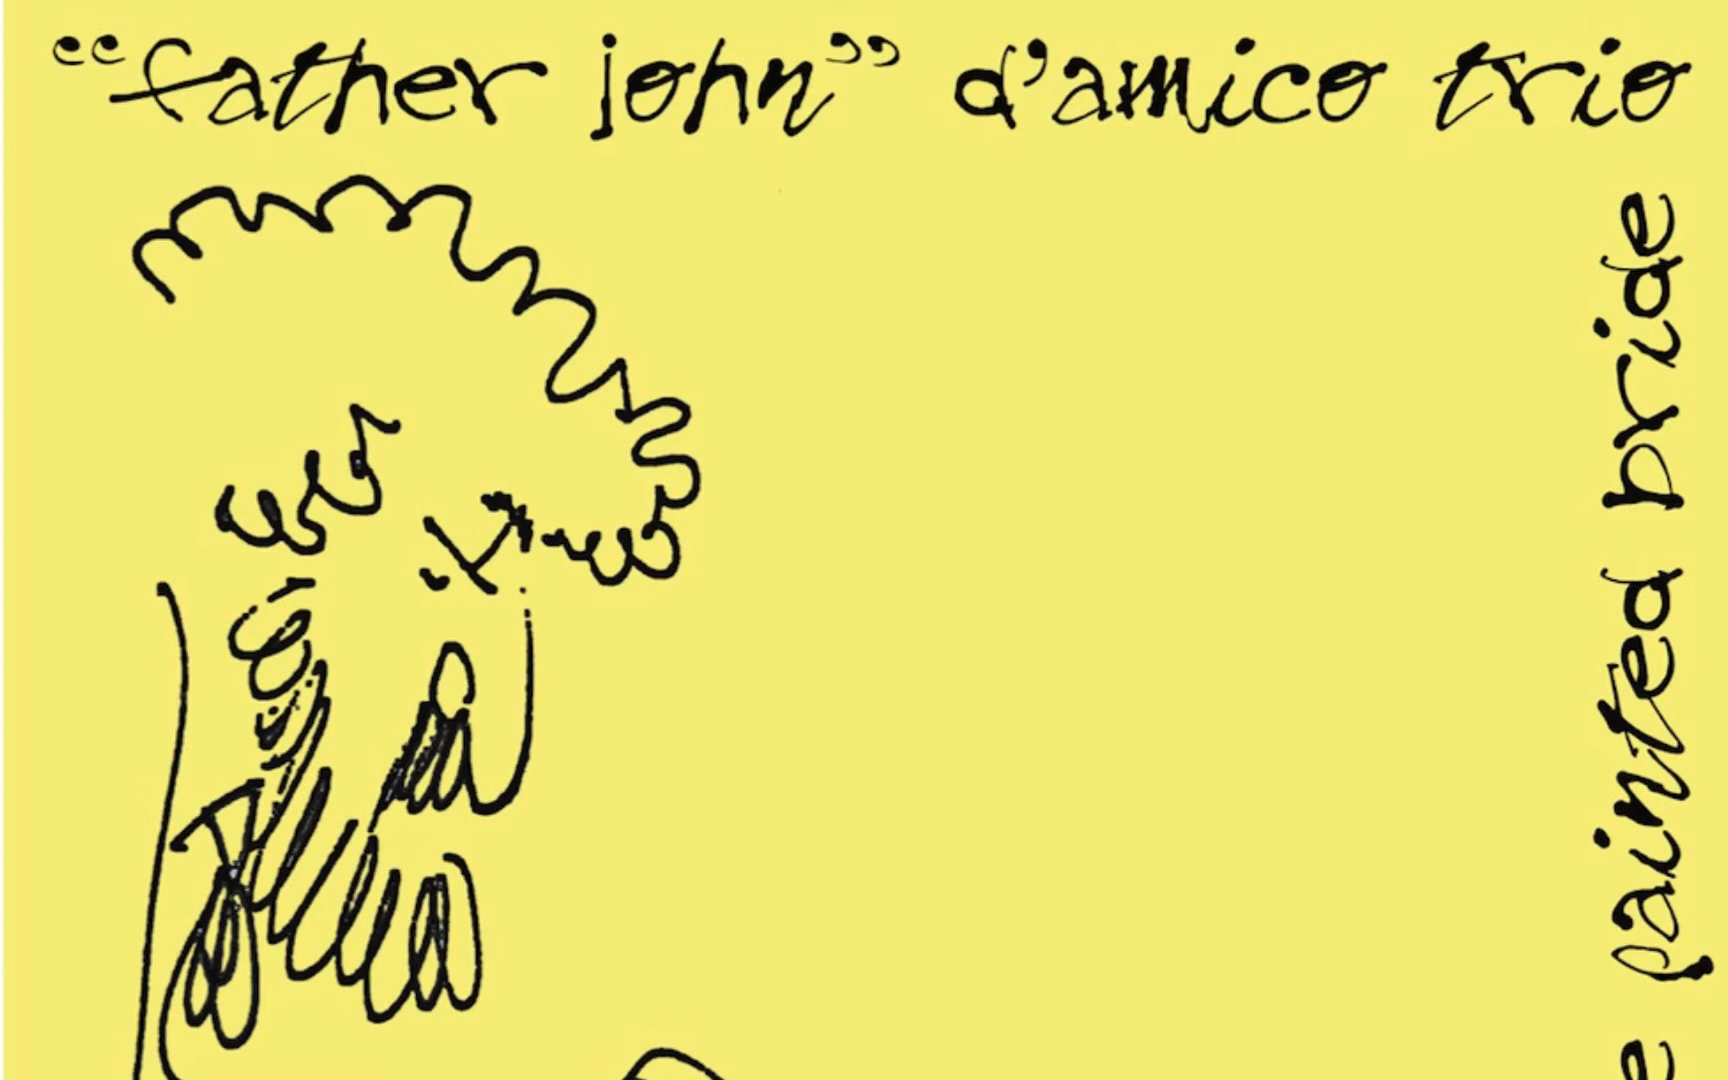 “father john” d’amico trio
e painted bride